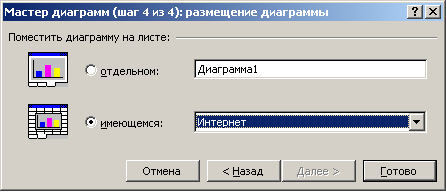 Мастер диаграмм (шаг 4 из 4): размещение диаграммы
Поместить диаграмму на листе:
отдельном: Диаграмма1
имеющемся: Интернет
Отмена < Назад Далее > Готово